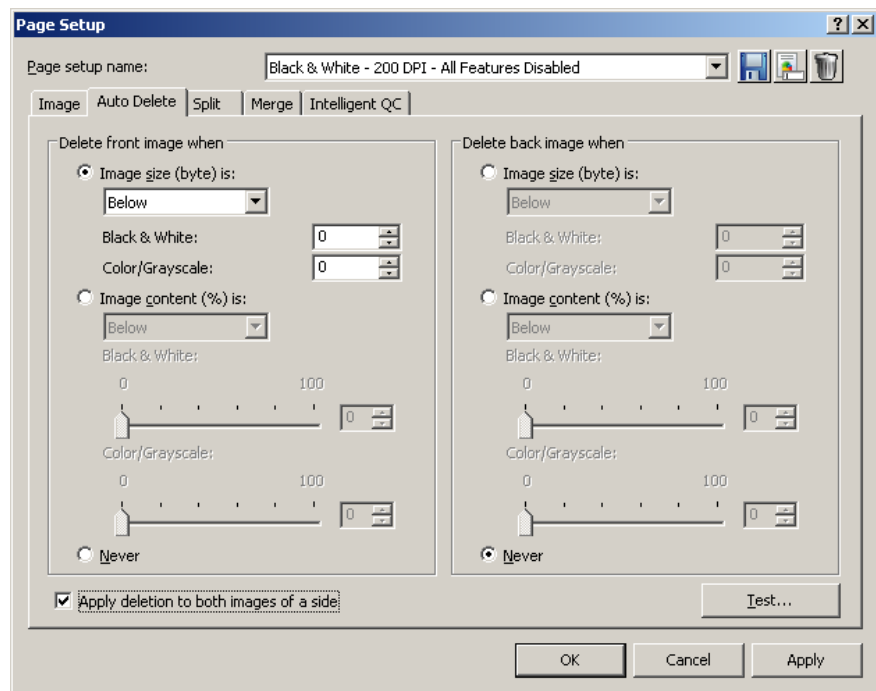 Page Setup
Page setup name: Black & White - 200 DPI - All Features Disabled
Image Auto Delete Split Merge Intelligent QC
Delete front image when
Image size (byte) is:
Below
Black & White: 0
Color/Grayscale: 0
Image content (%) is:
Below
Black & White:
0 100
0
Color/Grayscale:
0 100
0
Never
Delete back image when
Image size (byte) is:
Below
Black & White: 0
Color/Grayscale: 0
Image content (%) is:
Below
Black & White:
0 100
0
Color/Grayscale:
0 100
0
Never
Apply deletion to both images of a side
Test...
OK Cancel Apply